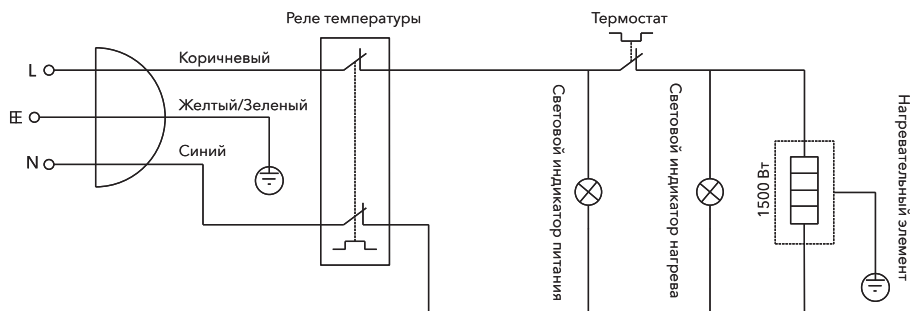 Реле температуры
Термостат
Коричневый
L
Желтый/Зеленый
Синий
N
Световой индикатор питания
Световой индикатор нагрева
1500 Вт
Нагревательный элемент